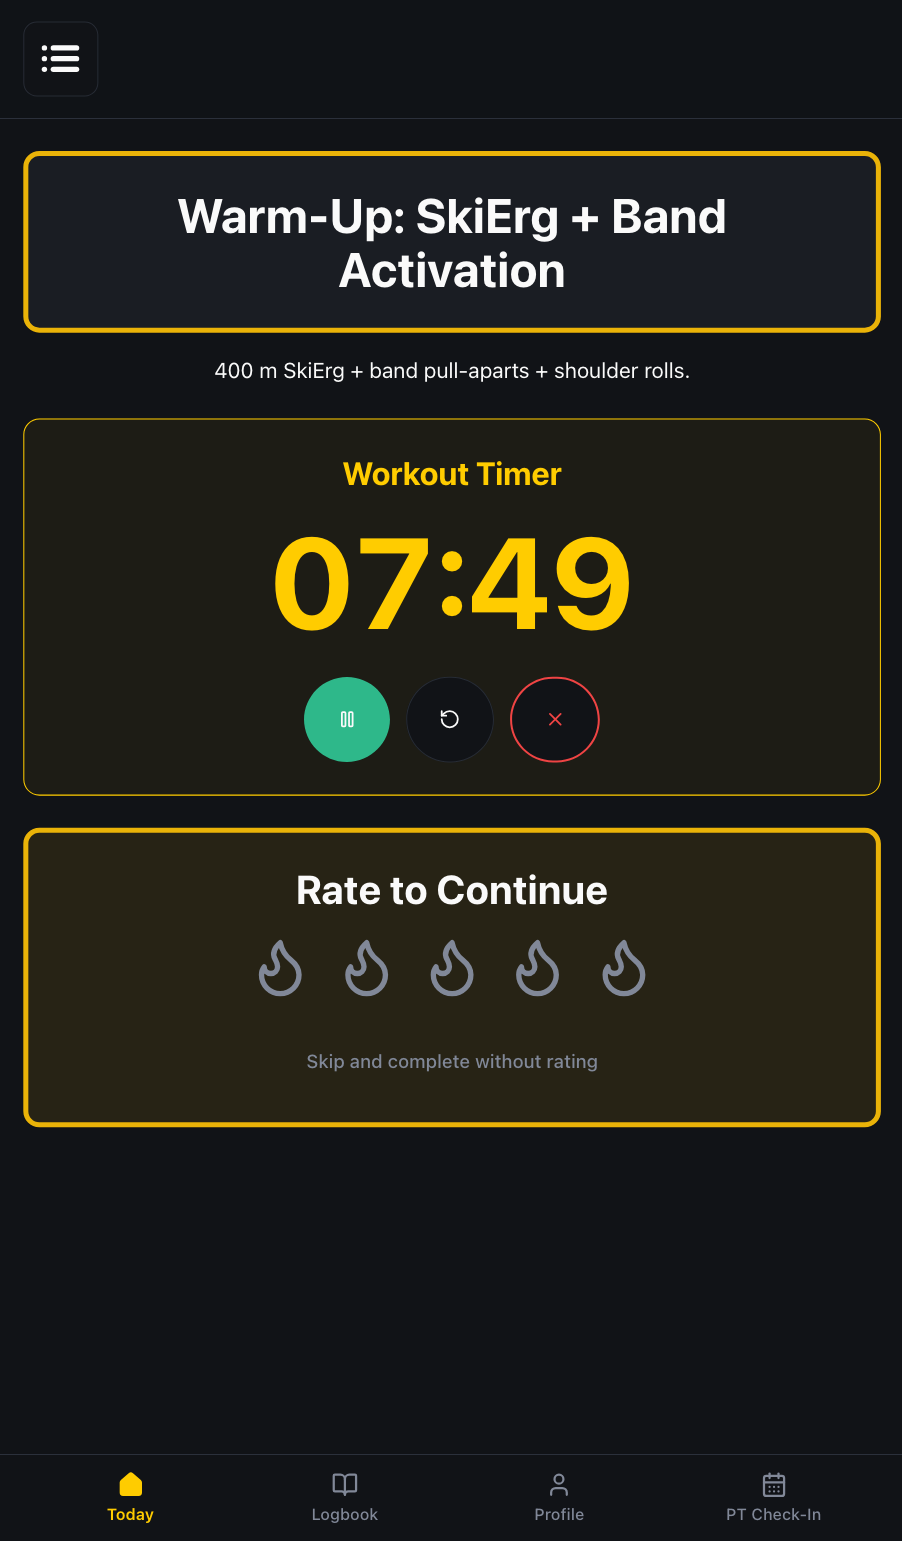 Warm-Up: SkiErg + Band
Activation
400 m SkiErg + band pull-aparts + shoulder rolls.
Workout Timer
07:49
Rate to Continue
Skip and complete without rating
Today
Logbook
Profile
PT Check-In